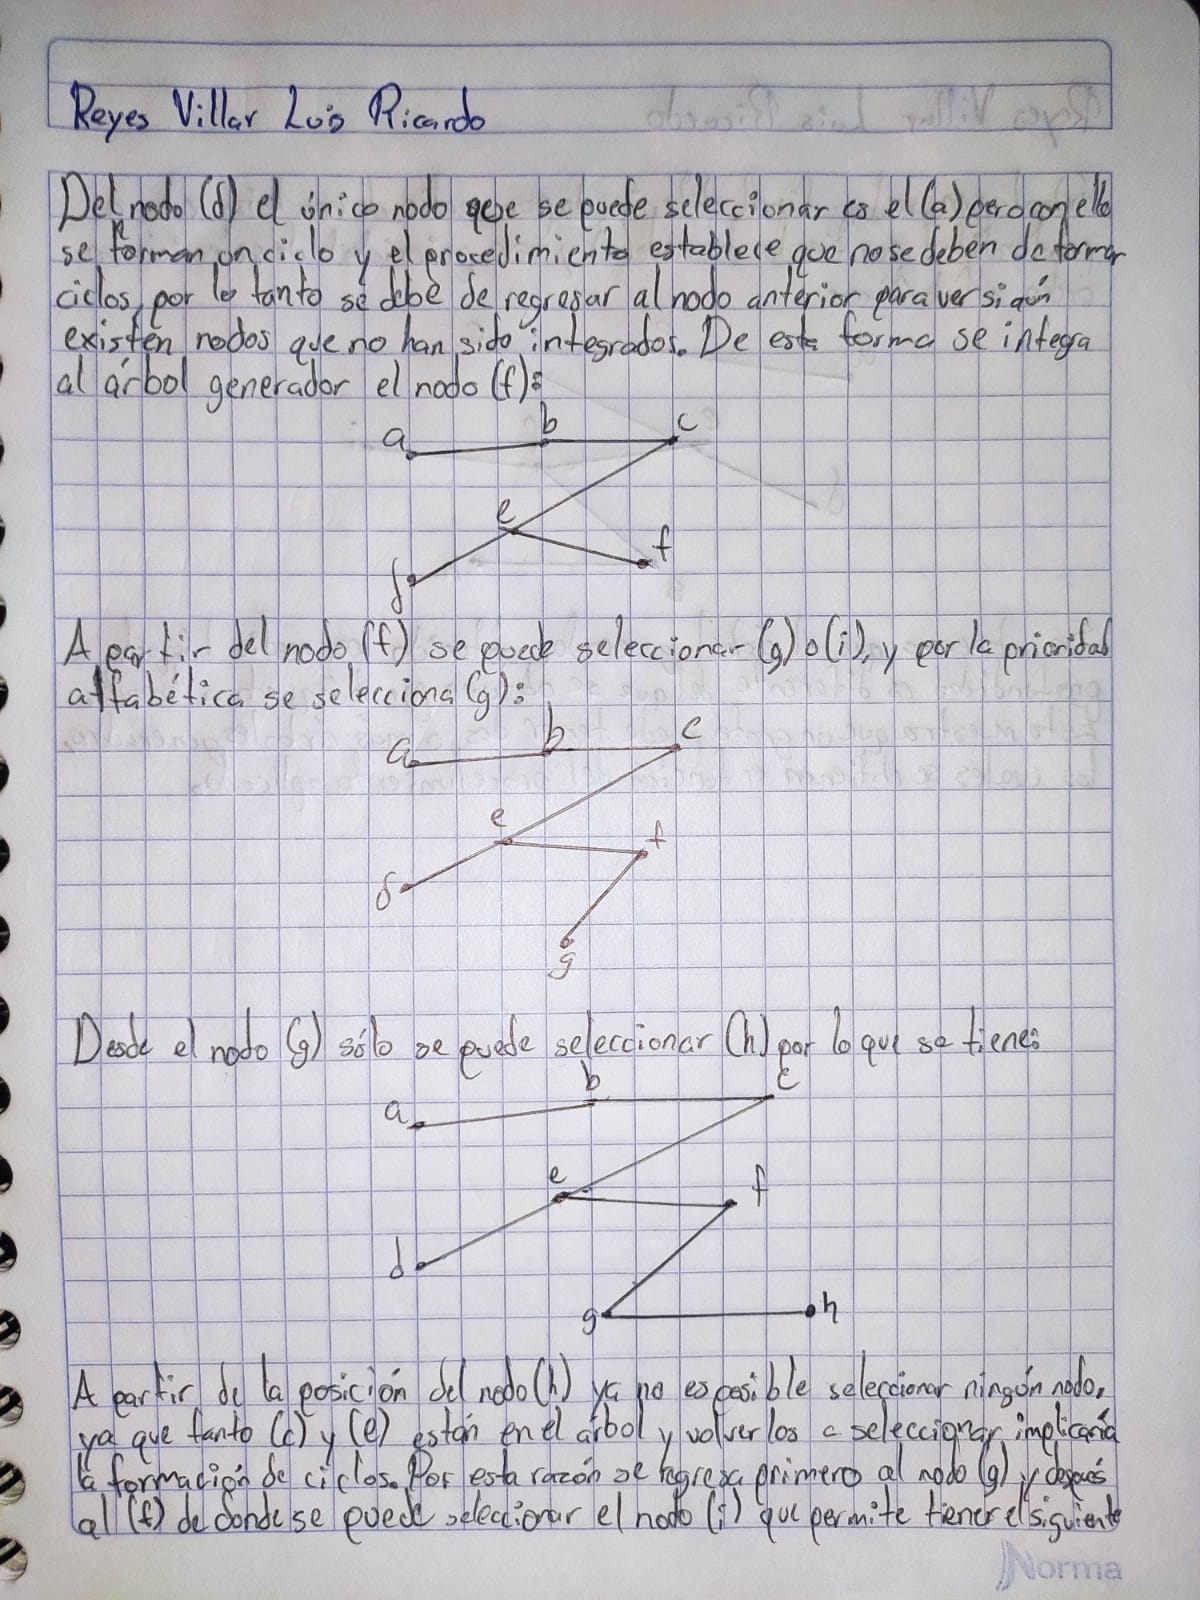 Reyes Villar Luis Ricardo
Del nodo (d) el único nodo que se puede seleccionar es el (a) pero con ello
se forman un ciclo y el procedimiento establece que no se deben de formar
ciclos, por lo tanto se debe de regresar al nodo anterior para ver si aún
existen nodos que no han sido integrados. De esta forma se integra
al árbol generador el nodo (f):
a b c
e f
d
A partir del nodo (f) se puede seleccionar (g) o (i), y por la prioridad
alfabética se selecciona (g):
a b c
e f
d
g
Desde el nodo (g) sólo se puede seleccionar (h) por lo que se tiene:
a b c
e f
d
g h
A partir de la posición del nodo (h) ya no es posible seleccionar ningún nodo,
ya que tanto (c) y (e) están en el árbol y volverlos a seleccionar implicaría
la formación de ciclos. Por esta razón se regresa primero al nodo (g) y después
al (f) de donde se puede seleccionar el nodo (i) que permite tiener el siguiente
Norma